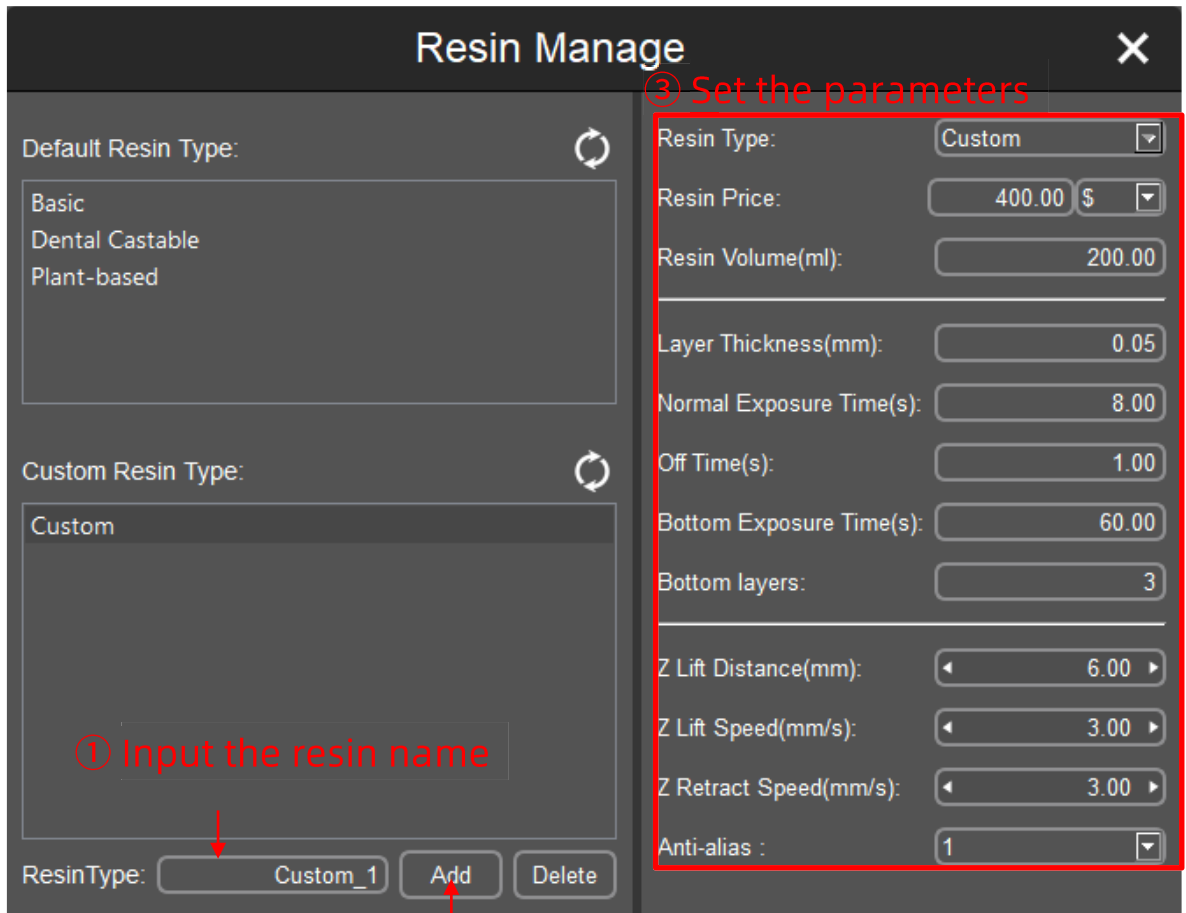 Resin Manage
③ Set the parameters
Default Resin Type:
Basic
Dental Castable
Plant-based
Custom Resin Type:
Custom
① Input the resin name
ResinType: Custom_1 Add Delete
Resin Type: Custom
Resin Price: 400.00 $
Resin Volume(ml): 200.00
Layer Thickness(mm): 0.05
Normal Exposure Time(s): 8.00
Off Time(s): 1.00
Bottom Exposure Time(s): 60.00
Bottom layers: 3
Z Lift Distance(mm): 6.00
Z Lift Speed(mm/s): 3.00
Z Retract Speed(mm/s): 3.00
Anti-alias : 1